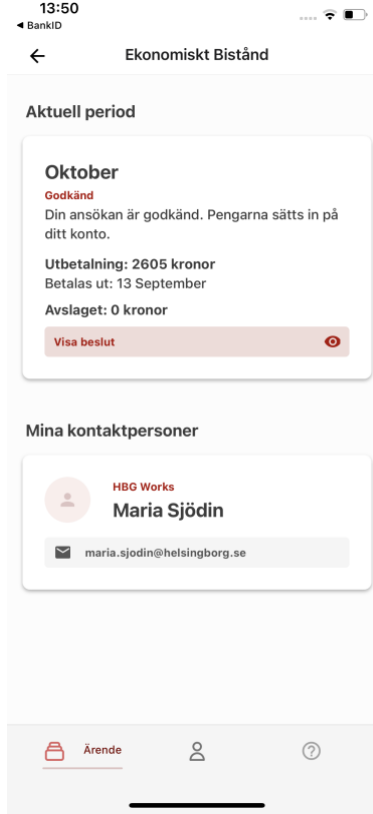 13:50
◀ BankID
Ekonomiskt Bistånd
Aktuell period
Oktober
Godkänd
Din ansökan är godkänd. Pengarna sätts in på
ditt konto.
Utbetalning: 2605 kronor
Betalas ut: 13 September
Avslaget: 0 kronor
Visa beslut
Mina kontaktpersoner
HBG Works
Maria Sjödin
maria.sjodin@helsingborg.se
Ärende